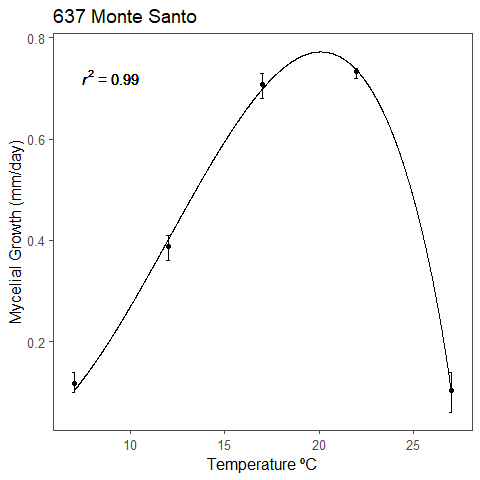 637 Monte Santo
r² = 0.99
0.8
0.6
0.4
0.2
Mycelial Growth (mm/day)
10 15 20 25
Temperature ºC